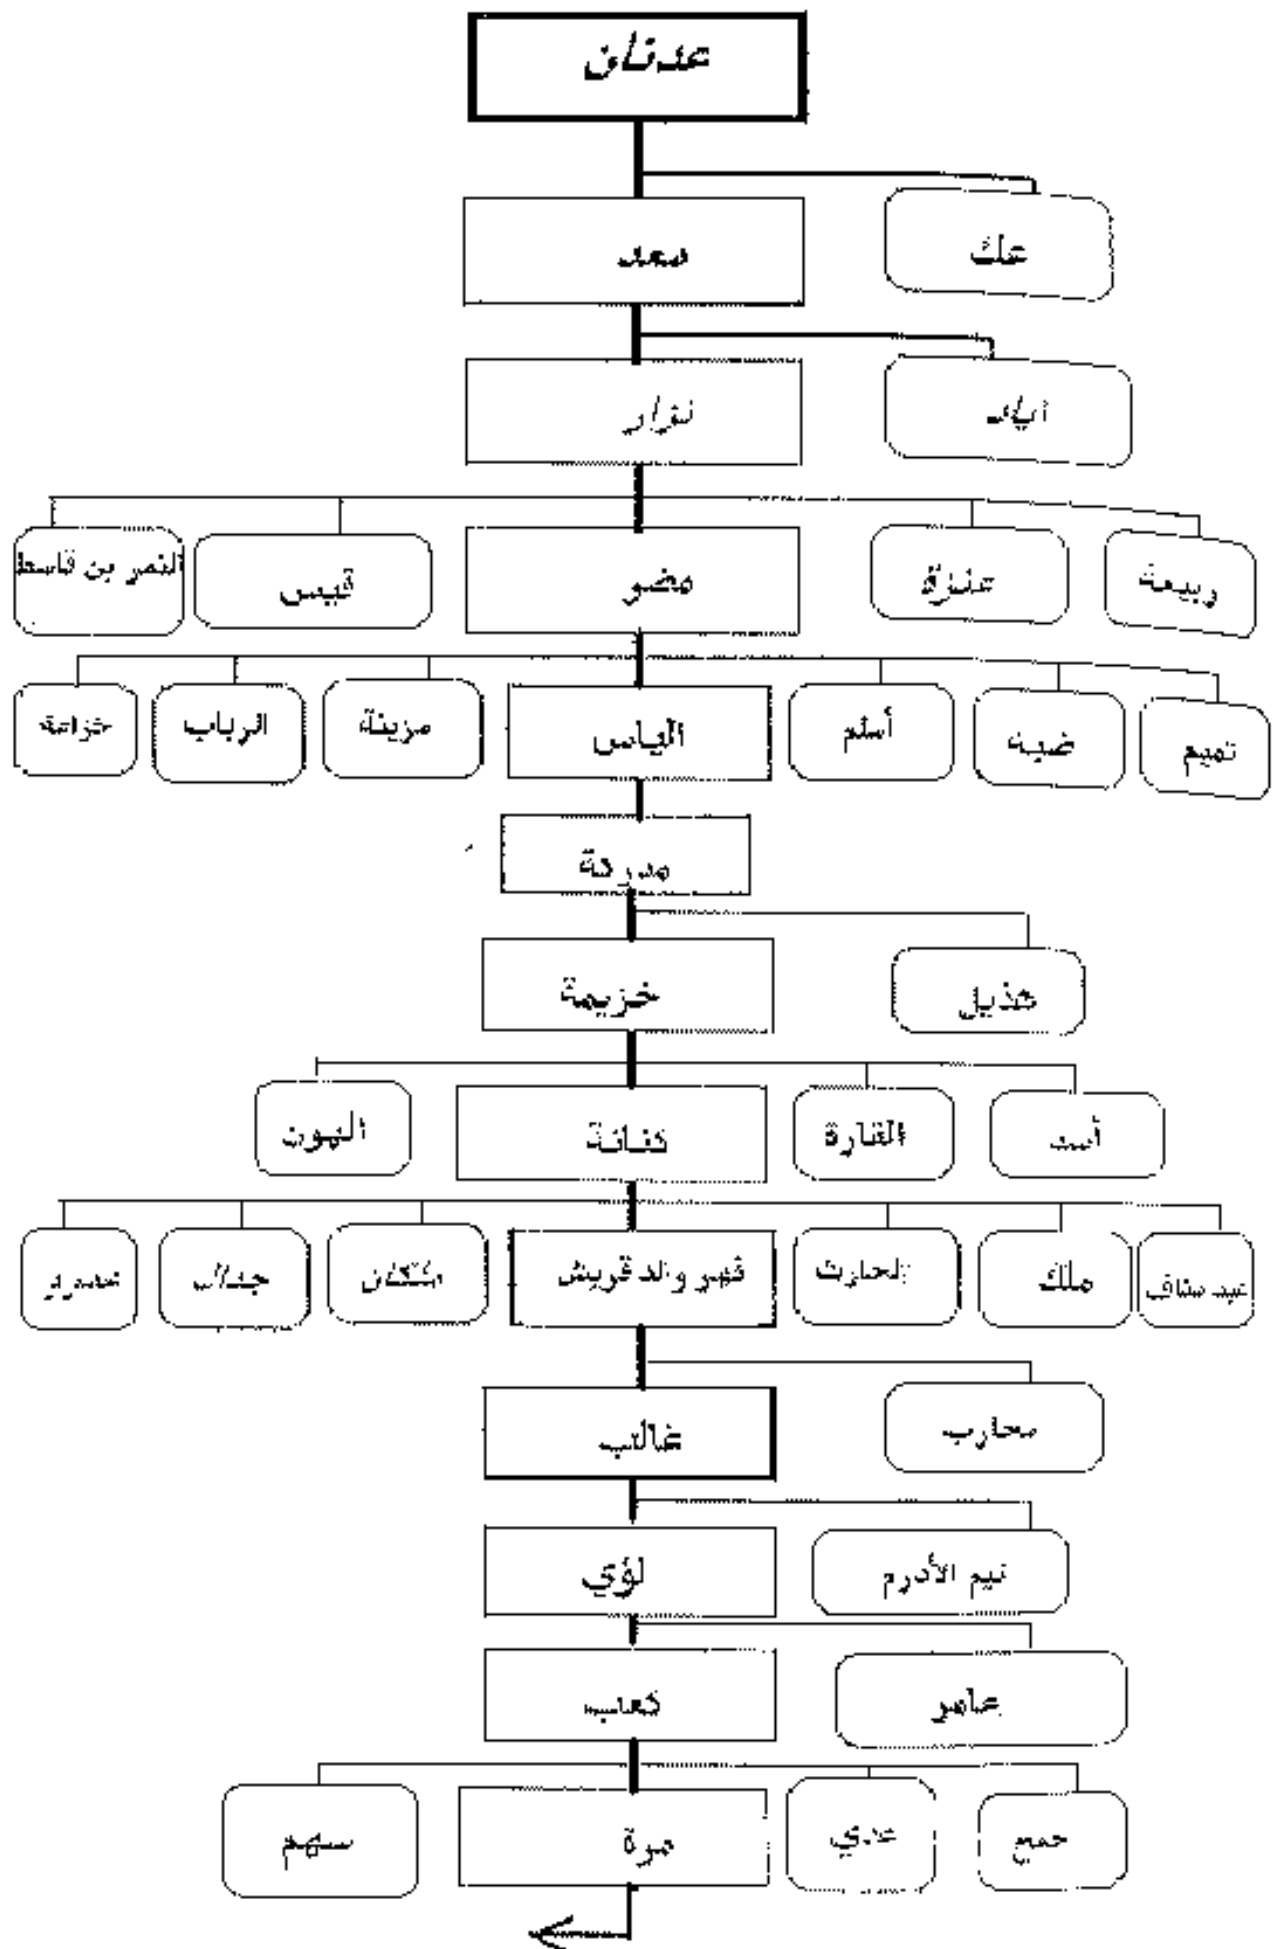 عدنان
معد
عك
نزار
اياد
ربيعة
عنزة
مضر
قيس
النمر بن قاسط
تميم
ضبة
أسلم
الياس
مزينة
الرباب
خزاعة
مدركة
خزيمة
هذيل
أسد
القارة
كنانة
الهون
عبد مناف
ملك
الحارث
فهر والد قريش
ملكان
جدال
عمرو
غالب
محارب
لؤي
تيم الأدرم
كعب
عامر
جمح
عدي
مرة
سهم